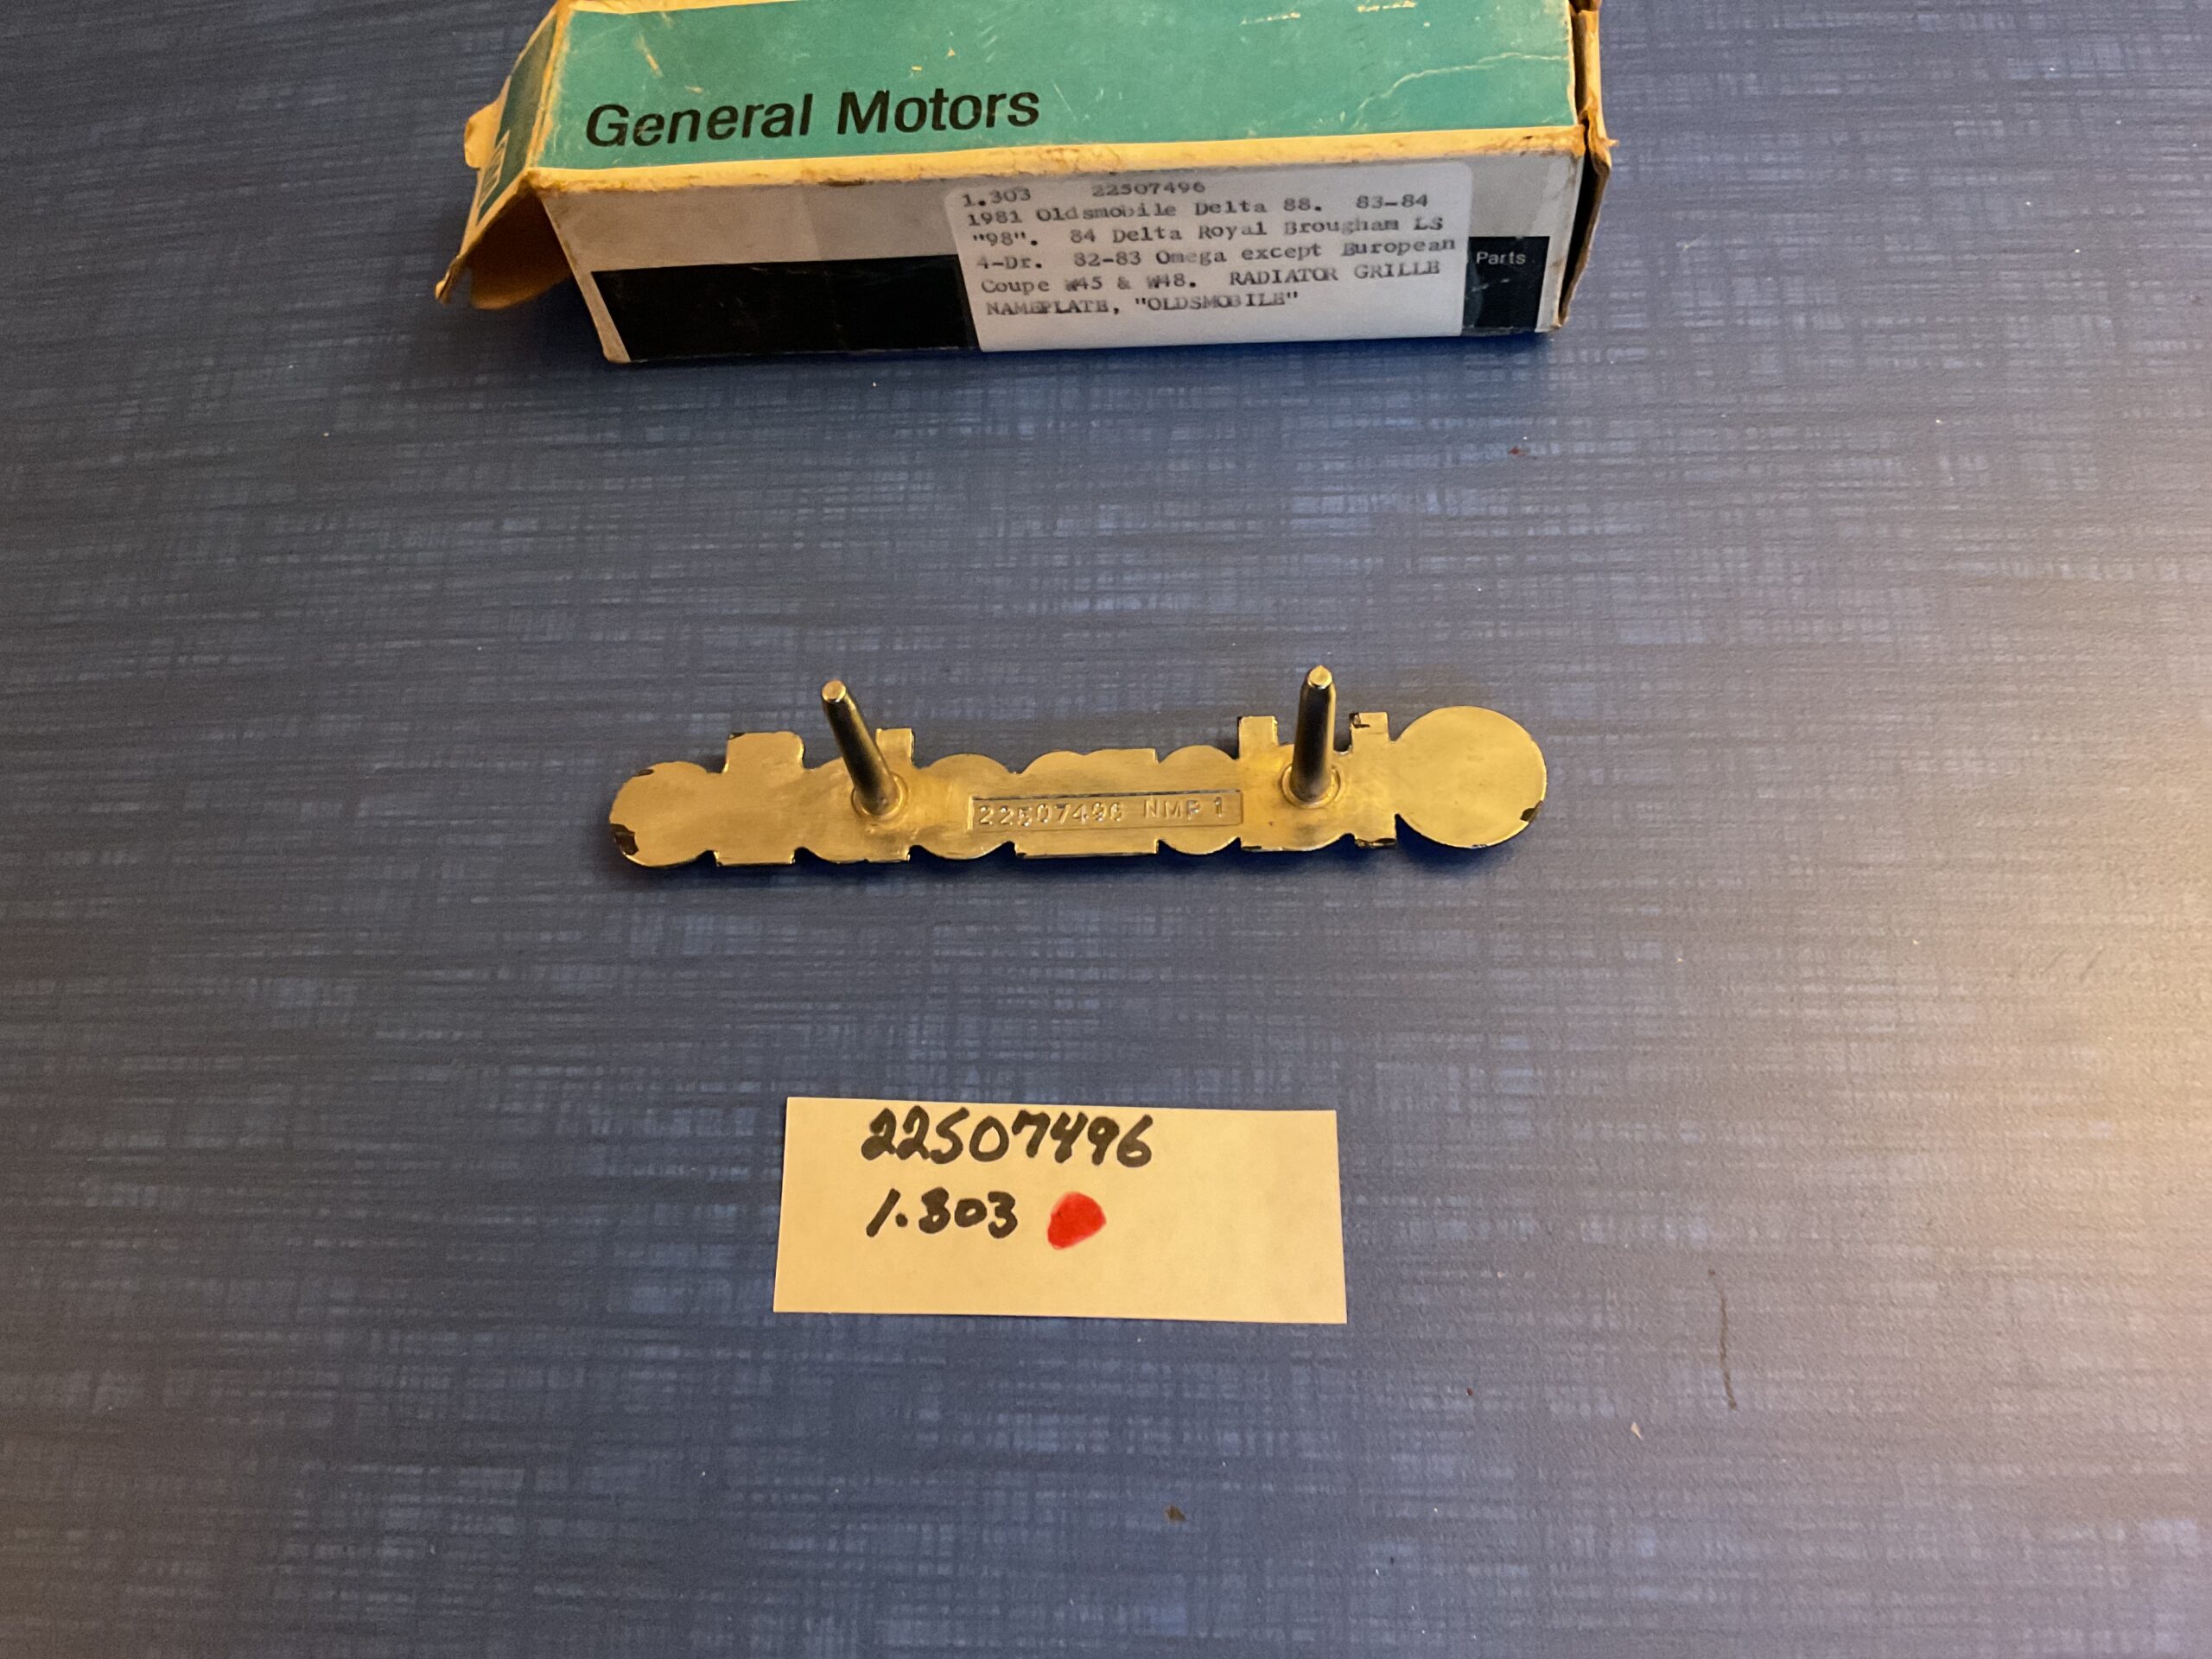 General Motors
1.303 22507496
1981 Oldsmobile Delta 88. 83-84
"98". 84 Delta Royal Brougham LS
4-Dr. 82-83 Omega except European
Coupe W45 & W48. RADIATOR GRILLE
NAMEPLATE, "OLDSMOBILE"
Parts
22507496 NMP 1
22507496
1.303